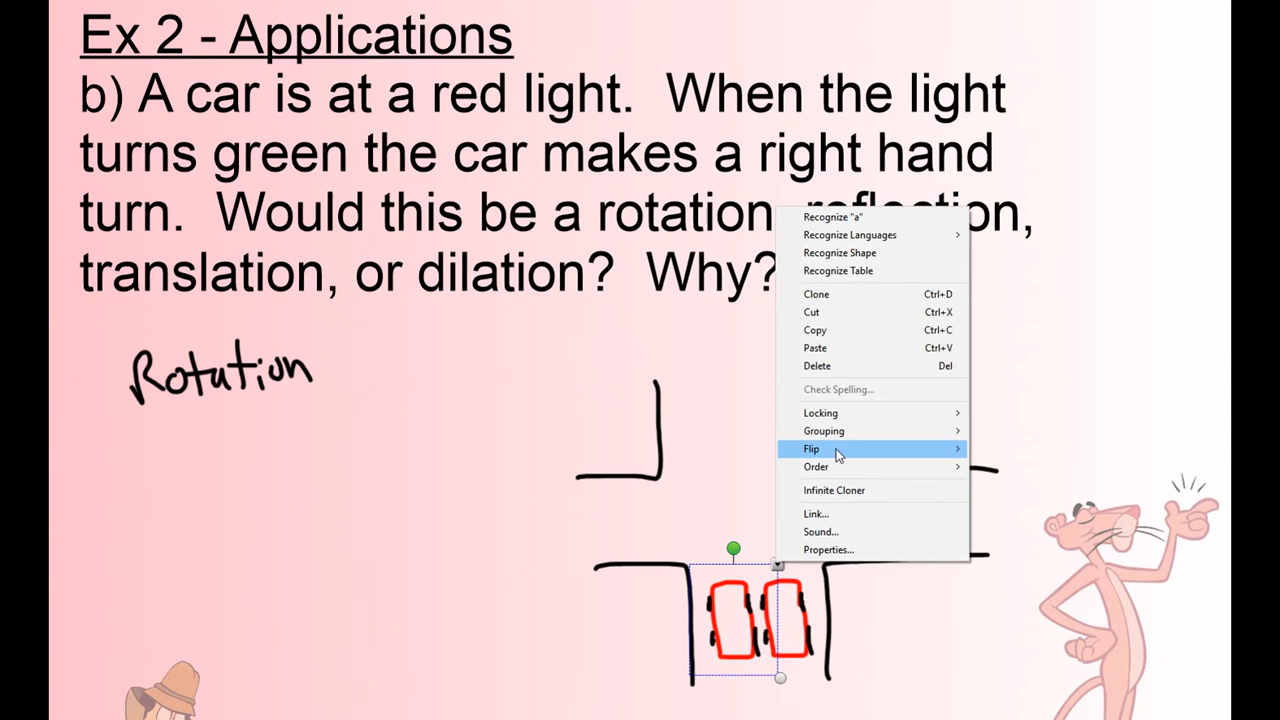 Ex 2 - Applications
b) A car is at a red light.  When the light
turns green the car makes a right hand
turn.  Would this be a rotation, reflection,
translation, or dilation?  Why?
Rotation
Recognize "a"
Recognize Languages
Recognize Shape
Recognize Table
Clone Ctrl+D
Cut Ctrl+X
Copy Ctrl+C
Paste Ctrl+V
Delete Del
Check Spelling...
Locking
Grouping
Flip
Order
Infinite Cloner
Link...
Sound...
Properties...